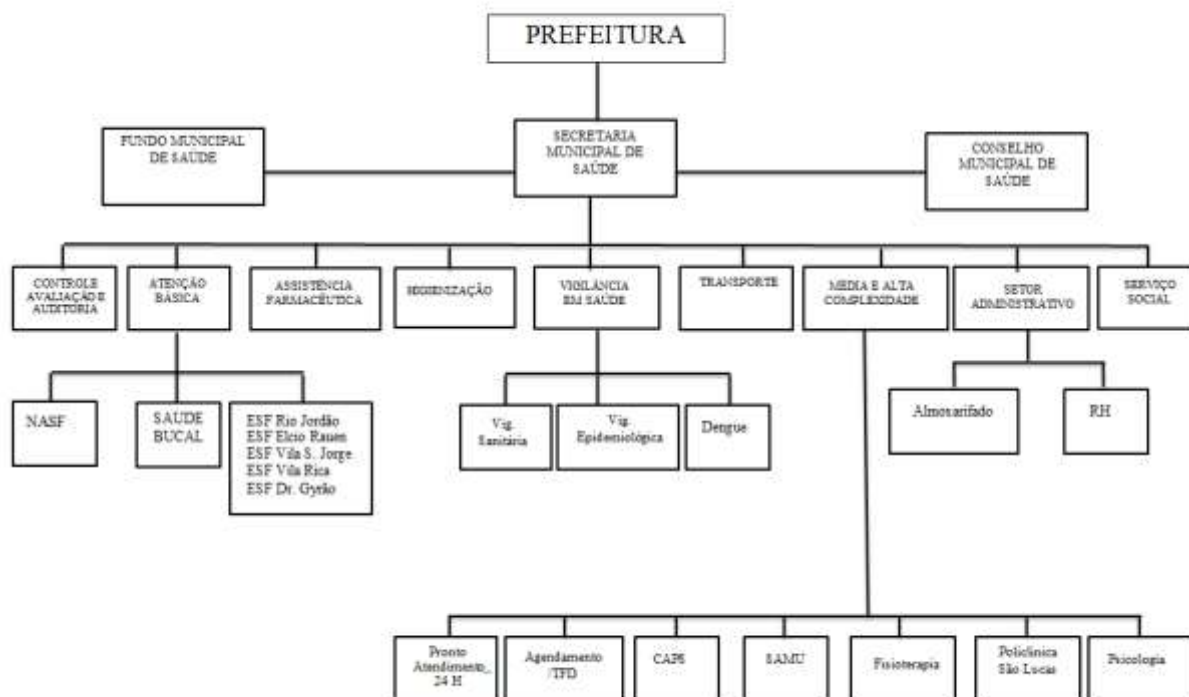 PREFEITURA
FUNDO MUNICIPAL
DE SAUDE
SECRETARIA
MUNICIPAL DE
SAÚDE
CONSELHO
MUNICIPAL DE
SAÚDE
CONTROLE
AVALIAÇÃO E
AUDITORIA
ATENÇÃO
BÁSICA
ASSISTÊNCIA
FARMACÊUTICA
HIGIENIZAÇÃO
VIGILÂNCIA
EM SAÚDE
TRANSPORTE
MEDIA E ALTA
COMPLEXIDADE
SETOR
ADMINISTRATIVO
SERVIÇO
SOCIAL
NASF
SAUDE
BUCAL
ESF Rio Jordão
ESF Elcio Rauen
ESF Vila S. Jorge
ESF Vila Rica
ESF Dr. Gyrão
Vig.
Sanitária
Vig.
Epidemiológica
Dengue
Almoxarifado
RH
Pronto
Atendimento_
24 H
Agendamento
/TFD
CAPS
SAMU
Fisioterapia
Policlínica
São Lucas
Psicologia